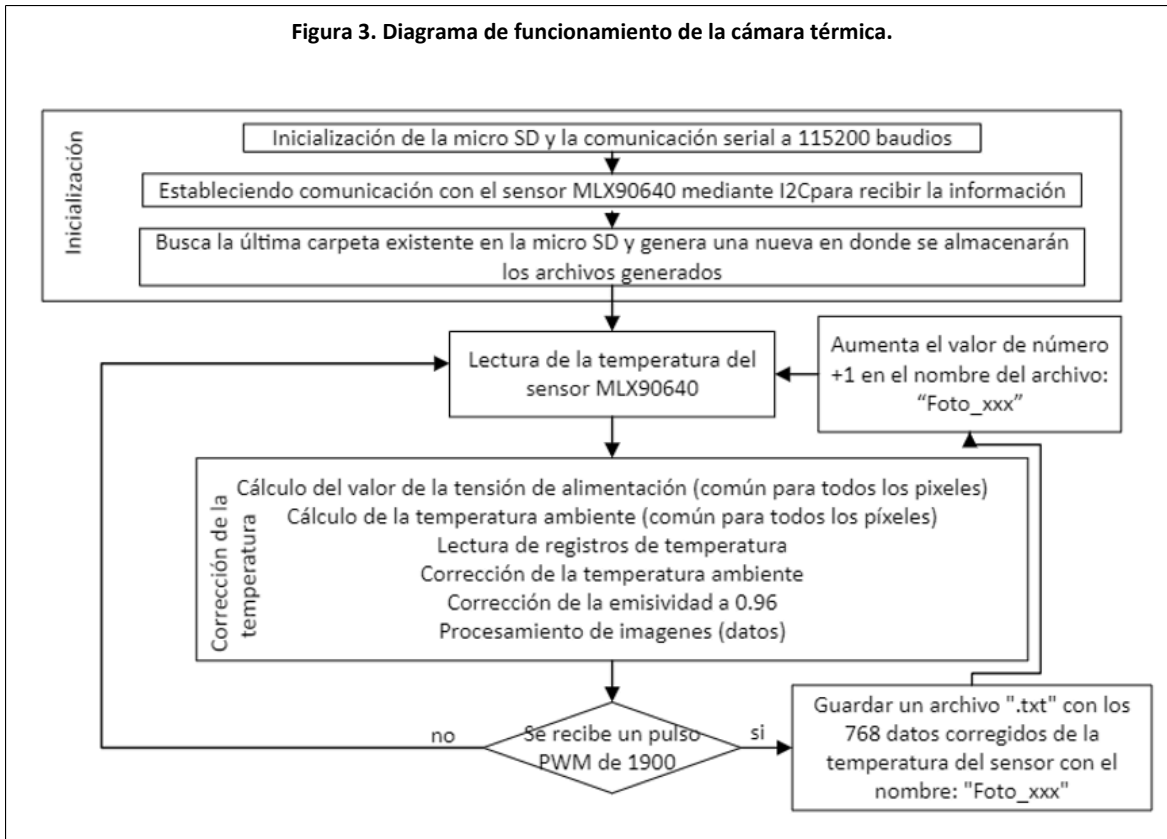 Figura 3. Diagrama de funcionamiento de la cámara térmica.
Inicialización
Inicialización de la micro SD y la comunicación serial a 115200 baudios
Estableciendo comunicación con el sensor MLX90640 mediante I2Cpara recibir la información
Busca la última carpeta existente en la micro SD y genera una nueva en donde se almacenarán
los archivos generados
Lectura de la temperatura del
sensor MLX90640
Aumenta el valor de número
+1 en el nombre del archivo:
“Foto_xxx”
Corrección de la
temperatura
Cálculo del valor de la tensión de alimentación (común para todos los pixeles)
Cálculo de la temperatura ambiente (común para todos los píxeles)
Lectura de registros de temperatura
Corrección de la temperatura ambiente
Corrección de la emisividad a 0.96
Procesamiento de imagenes (datos)
no
Se recibe un pulso
PWM de 1900
si
Guardar un archivo ".txt" con los
768 datos corregidos de la
temperatura del sensor con el
nombre: "Foto_xxx"